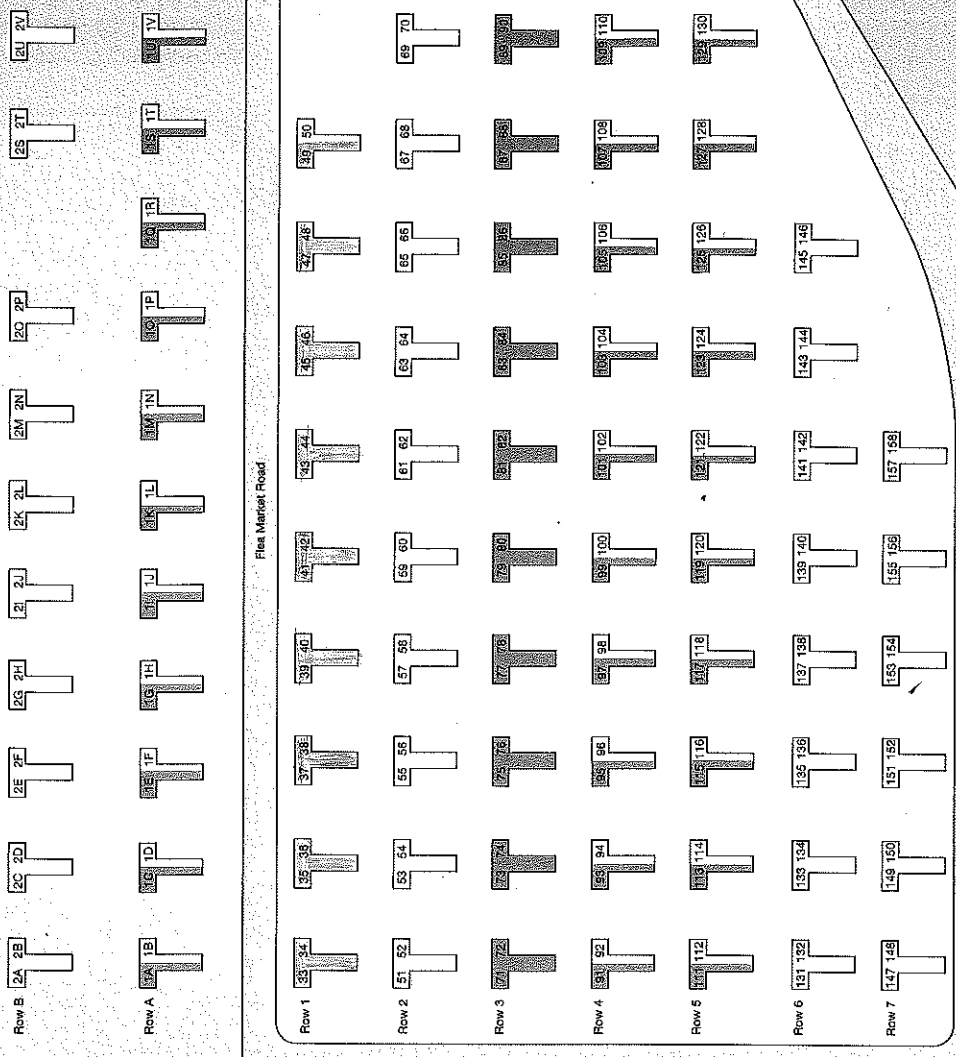 Row B 2A 2B 2C 2D 2E 2F 2G 2H 2I 2J 2K 2L 2M 2N 2O 2P 2S 2T 2U 2V
Row A 1A 1B 1C 1D 1E 1F 1G 1H 1I 1J 1K 1L 1M 1N 1O 1P 1Q 1R 1S 1T 1U 1V
Flea Market Road
Row 1 33 34 35 36 37 38 39 40 41 42 43 44 45 46 47 48 49 50
Row 2 51 52 53 54 55 56 57 58 59 60 61 62 63 64 65 66 67 68 69 70
Row 3 71 72 73 74 75 76 77 78 79 80 81 82 83 84 85 86 87 88 89 90
Row 4 91 92 93 94 95 96 97 98 99 100 101 102 103 104 105 106 107 108 109 110
Row 5 111 112 113 114 115 116 117 118 119 120 121 122 123 124 125 126 127 128 129 130
Row 6 131 132 133 134 135 136 137 138 139 140 141 142 143 144 145 146
Row 7 147 148 149 150 151 152 153 154 155 156 157 158